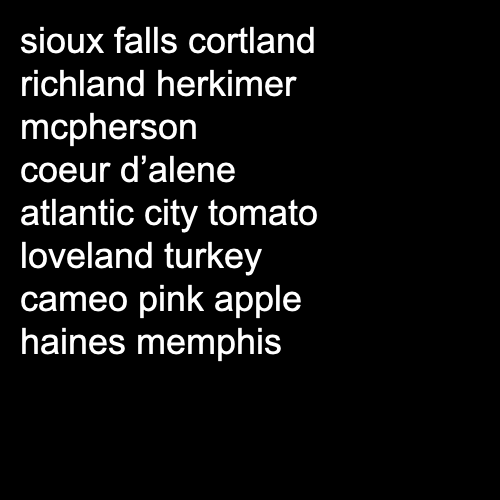 sioux falls cortland
richland herkimer
mcpherson
coeur d’alene
atlantic city tomato
loveland turkey
cameo pink apple
haines memphis